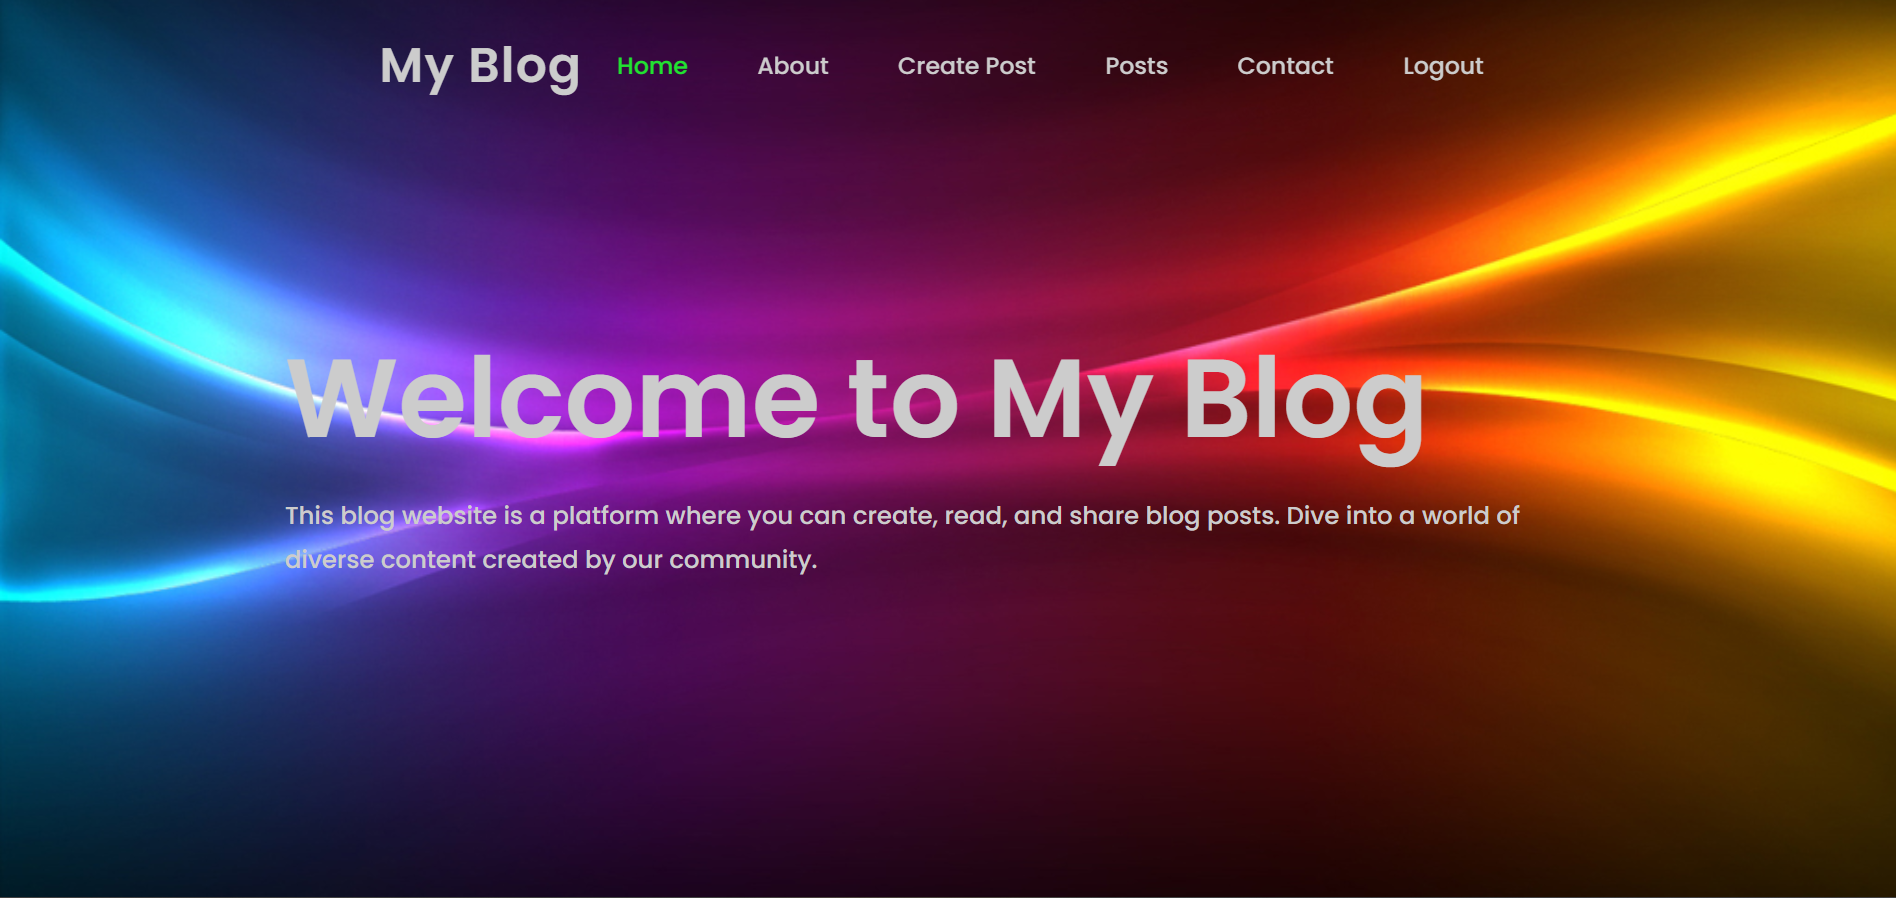 My Blog Home About Create Post Posts Contact Logout
Welcome to My Blog
This blog website is a platform where you can create, read, and share blog posts. Dive into a world of
diverse content created by our community.